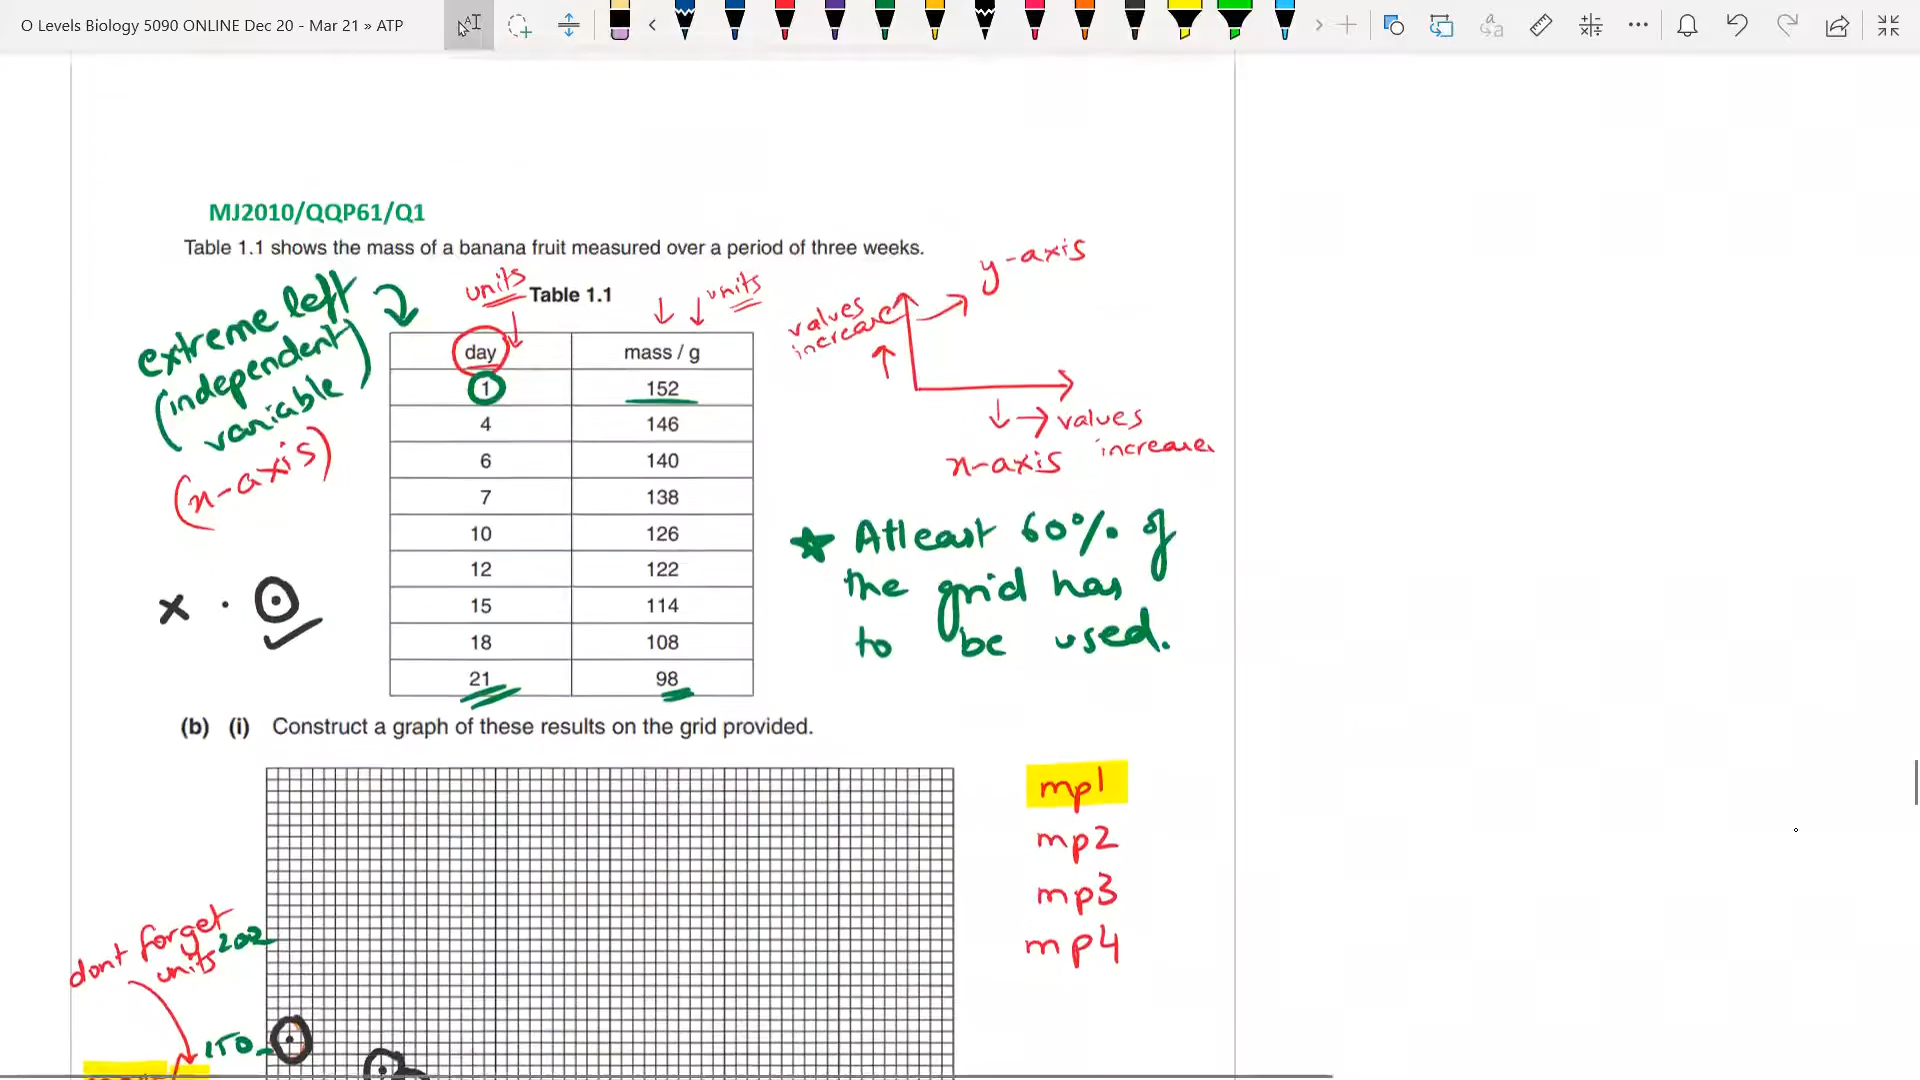 O Levels Biology 5090 ONLINE Dec 20 - Mar 21 » ATP
MJ2010/QQP61/Q1
Table 1.1 shows the mass of a banana fruit measured over a period of three weeks.
extreme left
(independent)
variable
(x-axis)
units
Table 1.1
units
day mass / g
1 152
4 146
6 140
7 138
10 126
12 122
15 114
18 108
21 98
values
increase
y-axis
values
increase
x-axis
x
Atleast 60% of
the grid has
to be used.
(b) (i) Construct a graph of these results on the grid provided.
mp1
mp2
mp3
mp4
dont forget
units
150